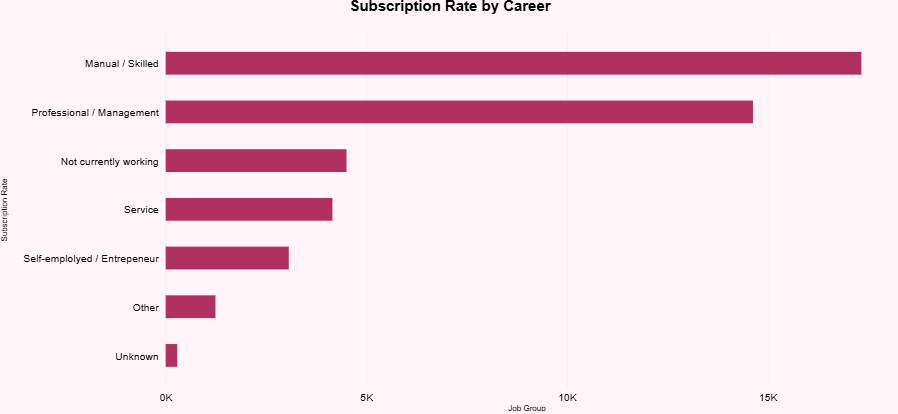 Subscription Rate by Career
Manual / Skilled
Professional / Management
Not currently working
Service
Self-emplolyed / Entrepeneur
Other
Unknown
Subscription Rate
0K
5K
10K
15K
Job Group